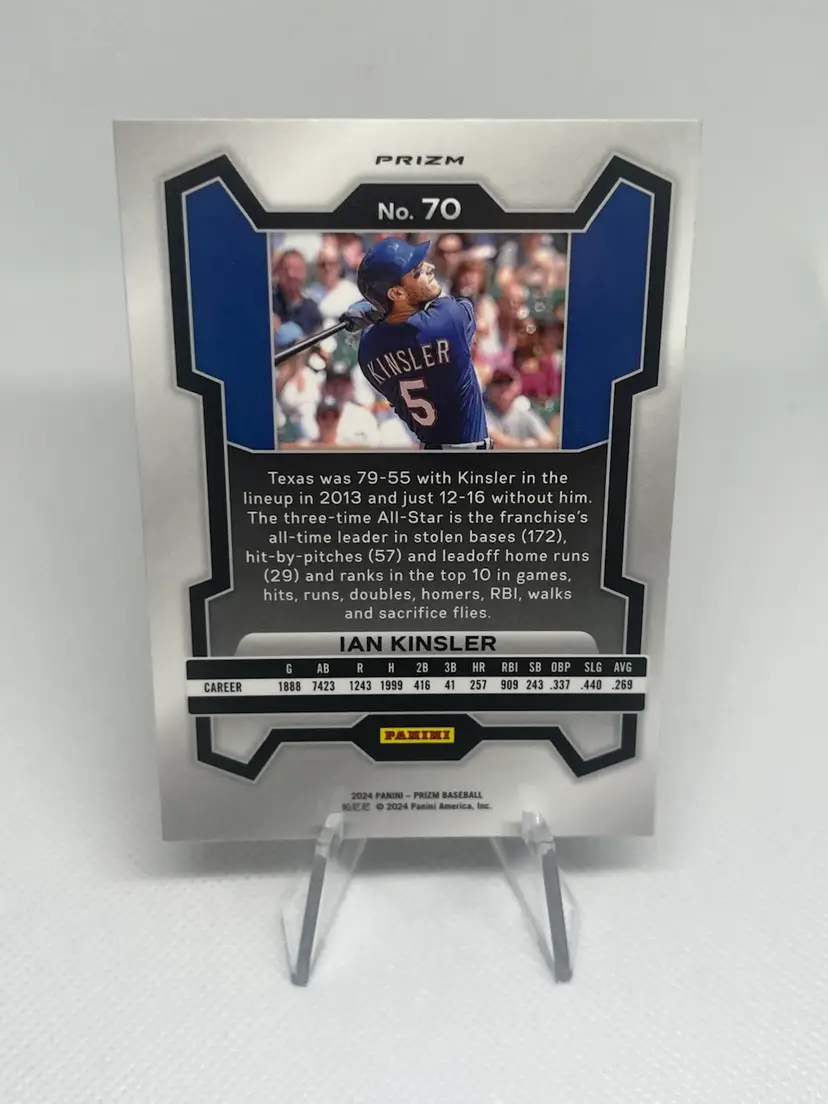 PRIZM
No. 70
KINSLER
5
Texas was 79-55 with Kinsler in the
lineup in 2013 and just 12-16 without him.
The three-time All-Star is the franchise's
all-time leader in stolen bases (172),
hit-by-pitches (57) and leadoff home runs
(29) and ranks in the top 10 in games,
hits, runs, doubles, homers, RBI, walks
and sacrifice flies.
IAN KINSLER
G AB R H 2B 3B HR RBI SB OBP SLG AVG
CAREER 1888 7423 1243 1999 416 41 257 909 243 .337 .440 .269
PANINI
2024 PANINI – PRIZM BASEBALL
© 2024 Panini America, Inc.